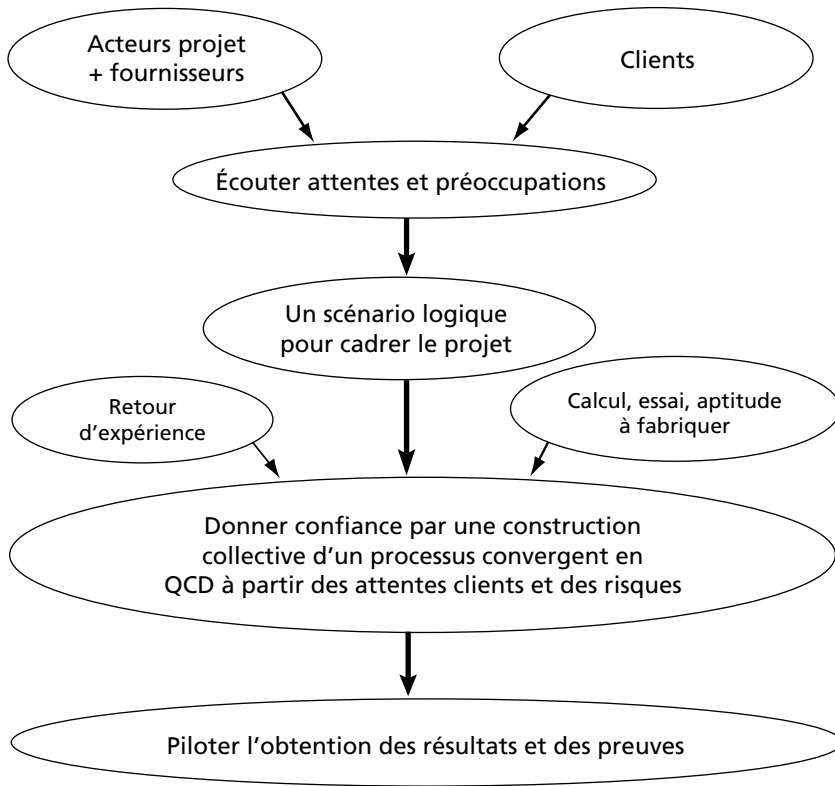 Acteurs projet
+ fournisseurs
Clients
Écouter attentes et préoccupations
Un scénario logique
pour cadrer le projet
Retour
d’expérience
Calcul, essai, aptitude
à fabriquer
Donner confiance par une construction
collective d’un processus convergent en
QCD à partir des attentes clients et des risques
Piloter l’obtention des résultats et des preuves